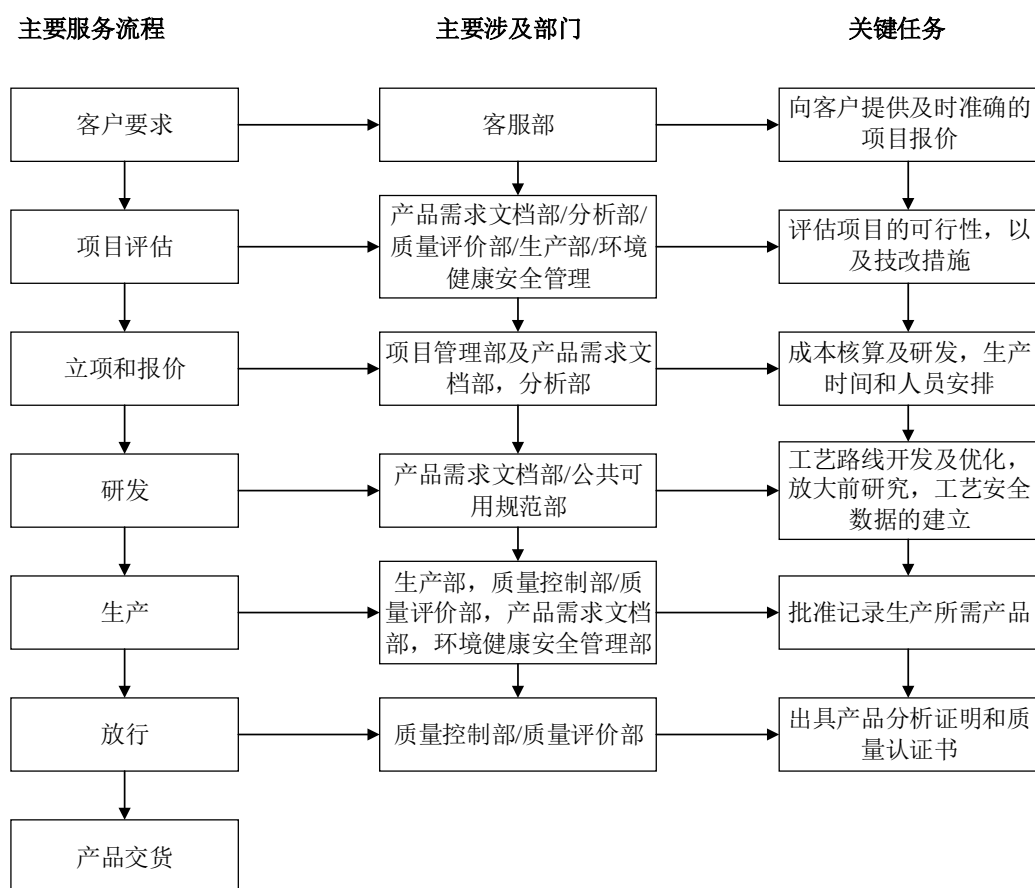 主要服务流程 主要涉及部门 关键任务
客户要求
客服部
向客户提供及时准确的
项目报价
项目评估
产品需求文档部/分析部/
质量评价部/生产部/环境
健康安全管理
评估项目的可行性，以
及技改措施
立项和报价
项目管理部及产品需求文
档部，分析部
成本核算及研发，生产
时间和人员安排
研发
产品需求文档部/公共可
用规范部
工艺路线开发及优化，
放大前研究，工艺安全
数据的建立
生产
生产部，质量控制部/质
量评价部，产品需求文档
部，环境健康安全管理部
批准记录生产所需产品
放行
质量控制部/质量评价部
出具产品分析证明和质
量认证书
产品交货